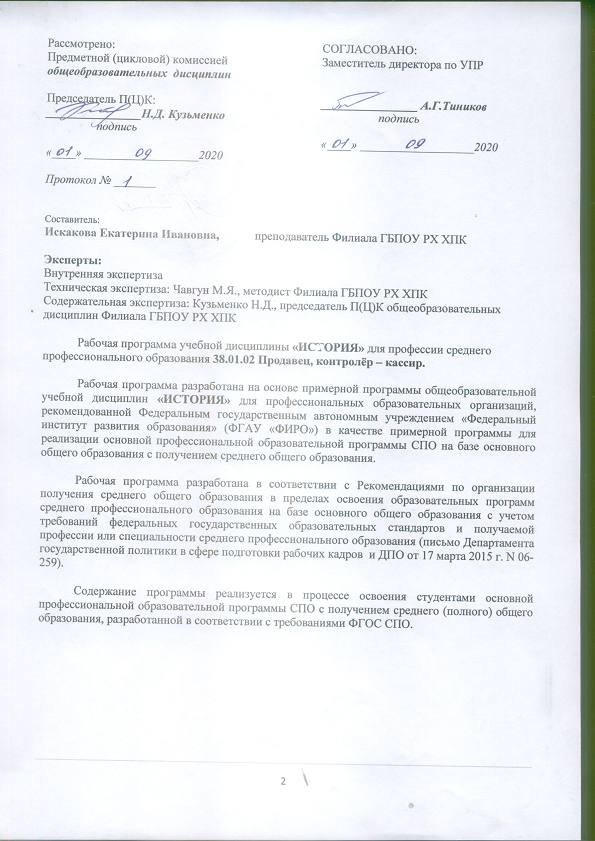 Рассмотрено:
Предметной (цикловой) комиссией
общеобразовательных дисциплин
Председатель П(Ц)К:
Н.Д. Кузьменко
подпись
« 01 » 09 2020
Протокол № 1
СОГЛАСОВАНО:
Заместитель директора по УПР
А.Г.Тиников
подпись
« 01 » 09 2020
Составитель:
Искакова Екатерина Ивановна, преподаватель Филиала ГБПОУ РХ ХПК
Эксперты:
Внутренняя экспертиза
Техническая экспертиза: Чавгун М.Я., методист Филиала ГБПОУ РХ ХПК
Содержательная экспертиза: Кузьменко Н.Д., председатель П(Ц)К общеобразовательных
дисциплин Филиала ГБПОУ РХ ХПК
Рабочая программа учебной дисциплины «ИСТОРИЯ» для профессии среднего
профессионального образования 38.01.02 Продавец, контролёр – кассир.
Рабочая программа разработана на основе примерной программы общеобразовательной
учебной дисциплин «ИСТОРИЯ» для профессиональных образовательных организаций,
рекомендованной Федеральным государственным автономным учреждением «Федеральный
институт развития образования» (ФГАУ «ФИРО») в качестве примерной программы для
реализации основной профессиональной образовательной программы СПО на базе основного
общего образования с получением среднего общего образования.
Рабочая программа разработана в соответствии с Рекомендациями по организации
получения среднего общего образования в пределах освоения образовательных программ
среднего профессионального образования на базе основного общего образования с учетом
требований федеральных государственных образовательных стандартов и получаемой
профессии или специальности среднего профессионального образования (письмо Департамента
государственной политики в сфере подготовки рабочих кадров и ДПО от 17 марта 2015 г. N 06-
259).
Содержание программы реализуется в процессе освоения студентами основной
профессиональной образовательной программы СПО с получением среднего (полного) общего
образования, разработанной в соответствии с требованиями ФГОС СПО.
2